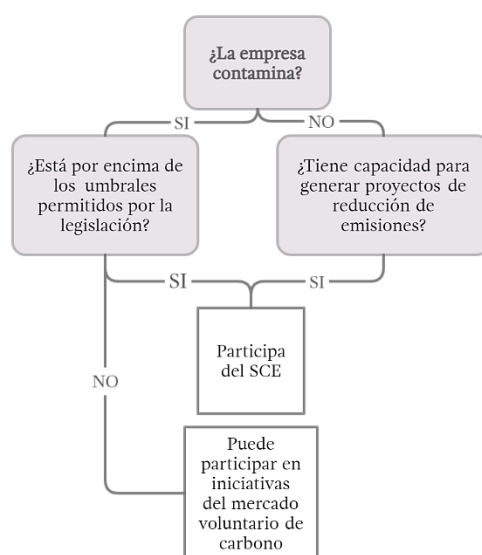 ¿La empresa
contamina?
SI
NO
¿Está por encima de
los umbrales
permitidos por la
legislación?
¿Tiene capacidad para
generar proyectos de
reducción de
emisiones?
SI
SI
Participa
del SCE
NO
Puede
participar en
iniciativas
del mercado
voluntario de
carbono